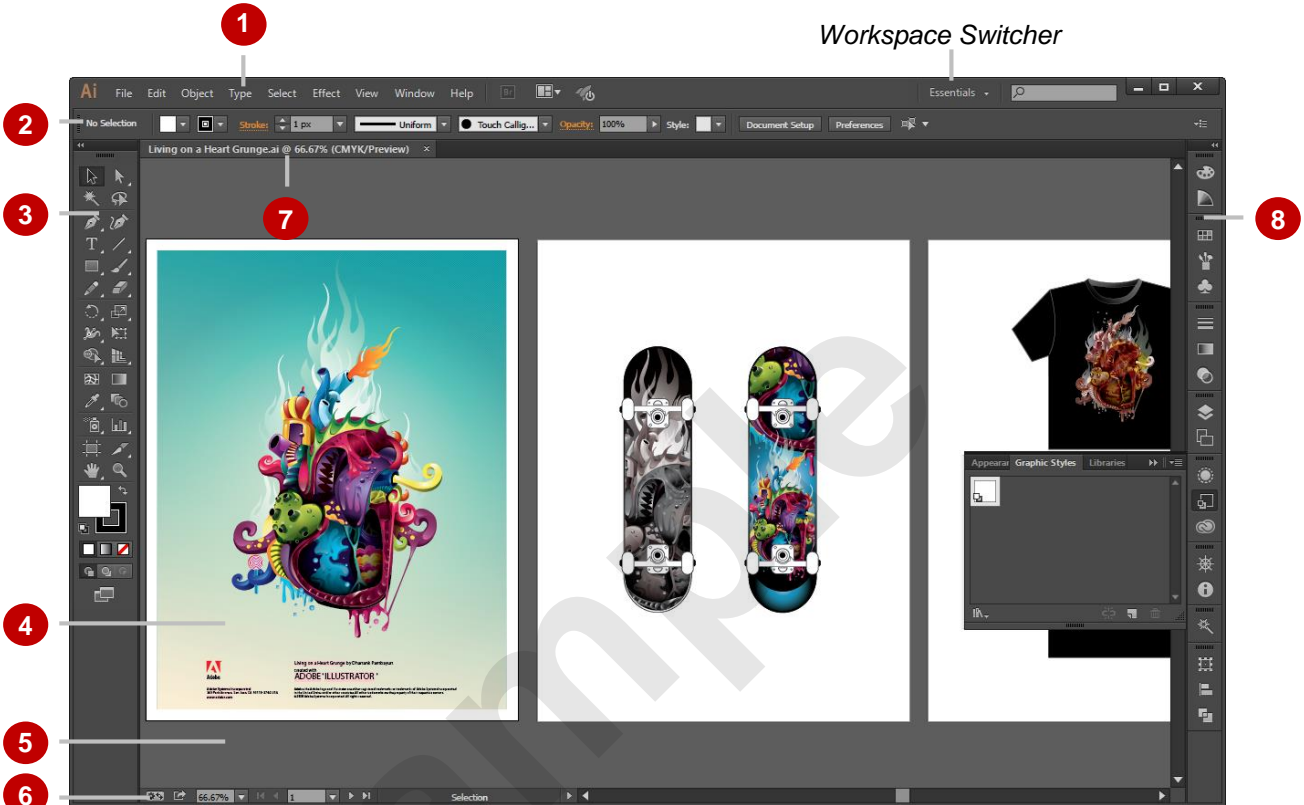 1
Workspace Switcher
Ai File Edit Object Type Select Effect View Window Help Br Essentials
2
No Selection Stroke: 1 px Uniform Touch Callig... Opacity: 100% Style: Document Setup Preferences
Living on a Heart Grunge.ai @ 66.67% (CMYK/Preview) ×
3
7
8
T
Appearan Graphic Styles Libraries
4
Living on a Heart Grunge by Dhanank Pambayun
created with
Adobe
ADOBE® ILLUSTRATOR®
5
6
66.67% 1 Selection
Sample